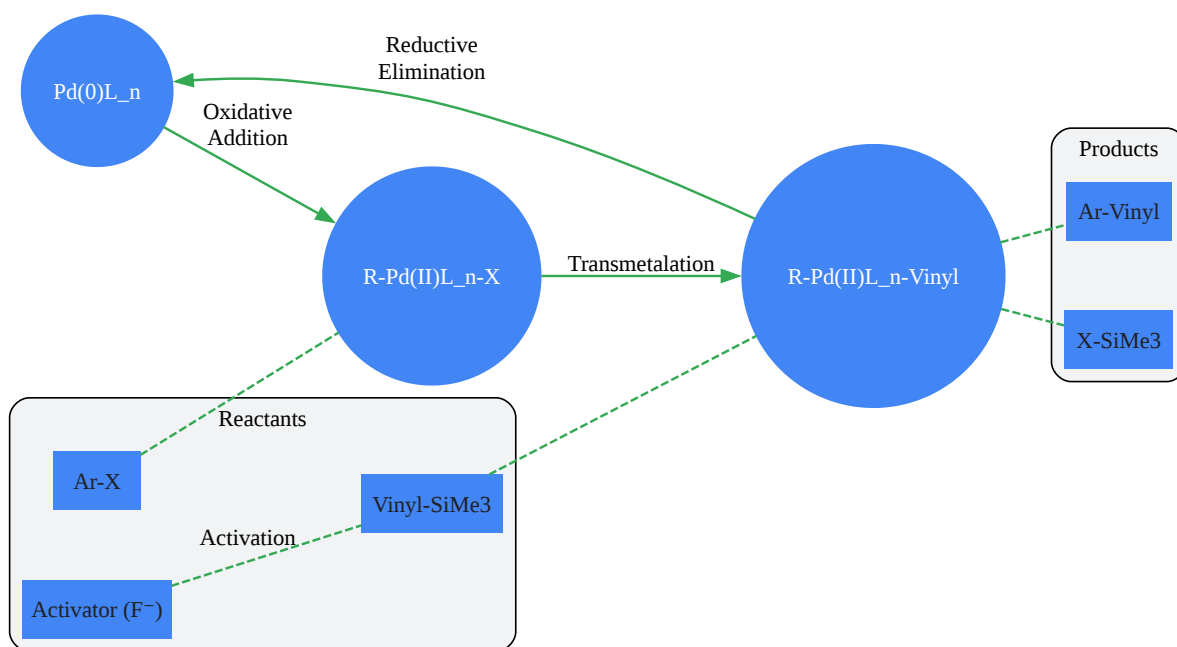 Reductive
Elimination
Pd(0)L_n
Oxidative
Addition
Products
Ar-Vinyl
R-Pd(II)L_n-X
Transmetalation
R-Pd(II)L_n-Vinyl
X-SiMe3
Reactants
Ar-X
Vinyl-SiMe3
Activation
Activator (F⁻)